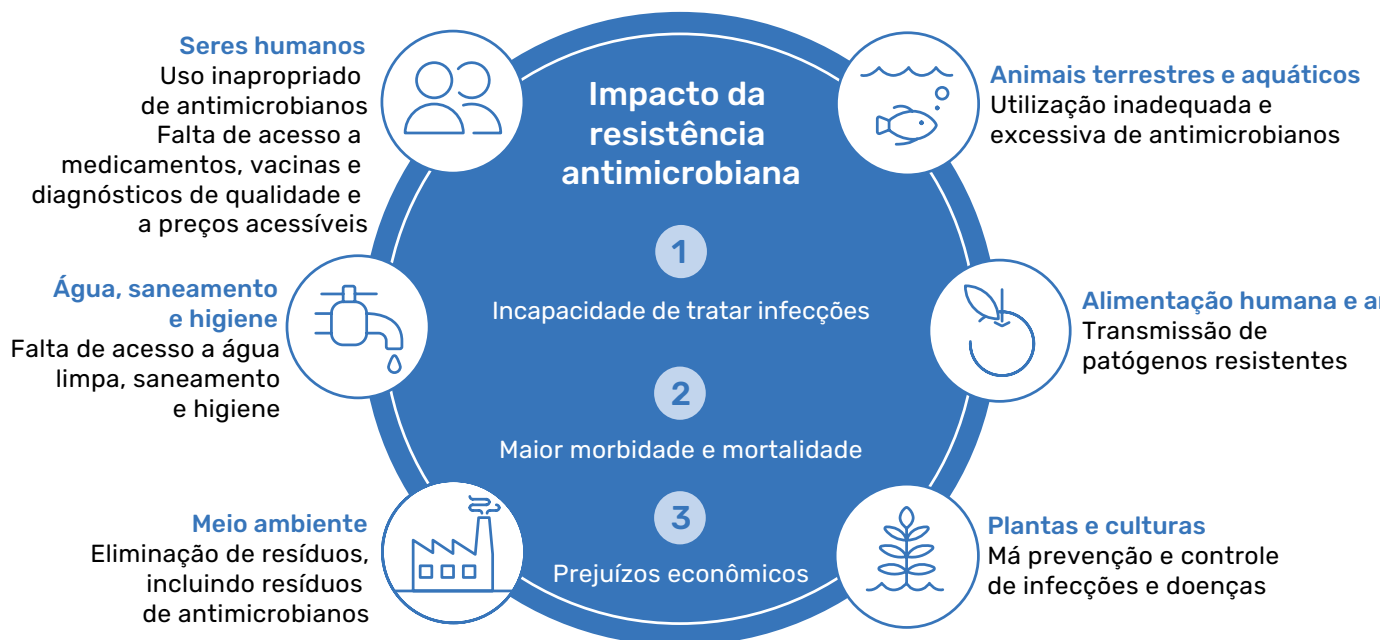 Seres humanos
Uso inapropriado
de antimicrobianos
Falta de acesso a
medicamentos, vacinas e
diagnósticos de qualidade e
a preços acessíveis
Água, saneamento
e higiene
Falta de acesso a água
limpa, saneamento
e higiene
Meio ambiente
Eliminação de resíduos,
incluindo resíduos
de antimicrobianos
Impacto da
resistência
antimicrobiana
1
Incapacidade de tratar infecções
2
Maior morbidade e mortalidade
3
Prejuízos econômicos
Animais terrestres e aquáticos
Utilização inadequada e
excessiva de antimicrobianos
Alimentação humana e
Transmissão de
patógenos resistentes
Plantas e culturas
Má prevenção e controle
de infecções e doenças